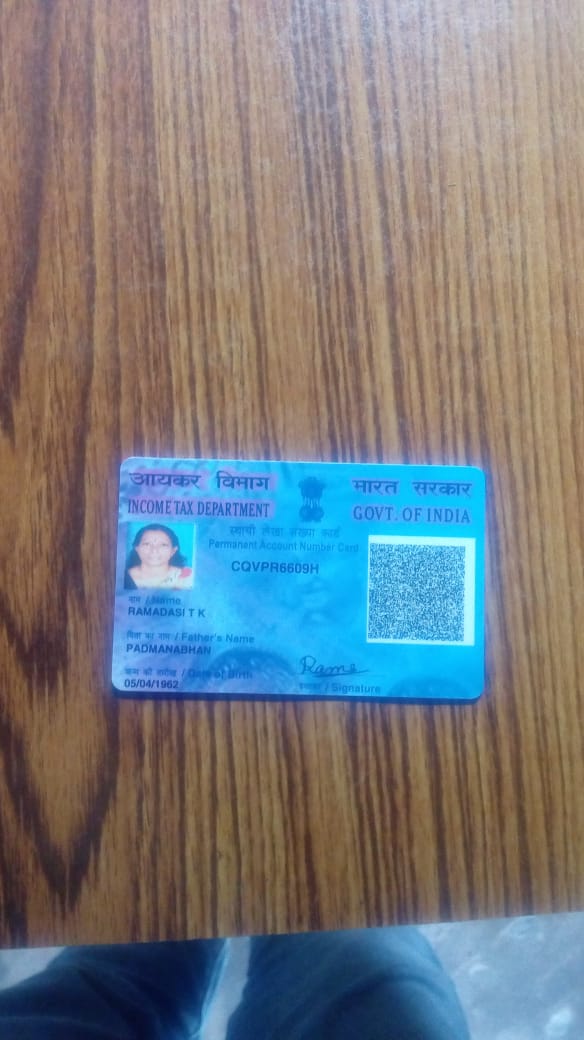 आयकर विभाग
भारत सरकार
INCOME TAX DEPARTMENT
GOVT. OF INDIA
स्थायी लेखा संख्या कार्ड
Permanent Account Number Card
CQVPR6609H
नाम / Name
RAMADASI T K
पिता का नाम / Father's Name
PADMANABHAN
जन्म की तारीख / Date of Birth
05/04/1962
Rame
हस्ताक्षर / Signature